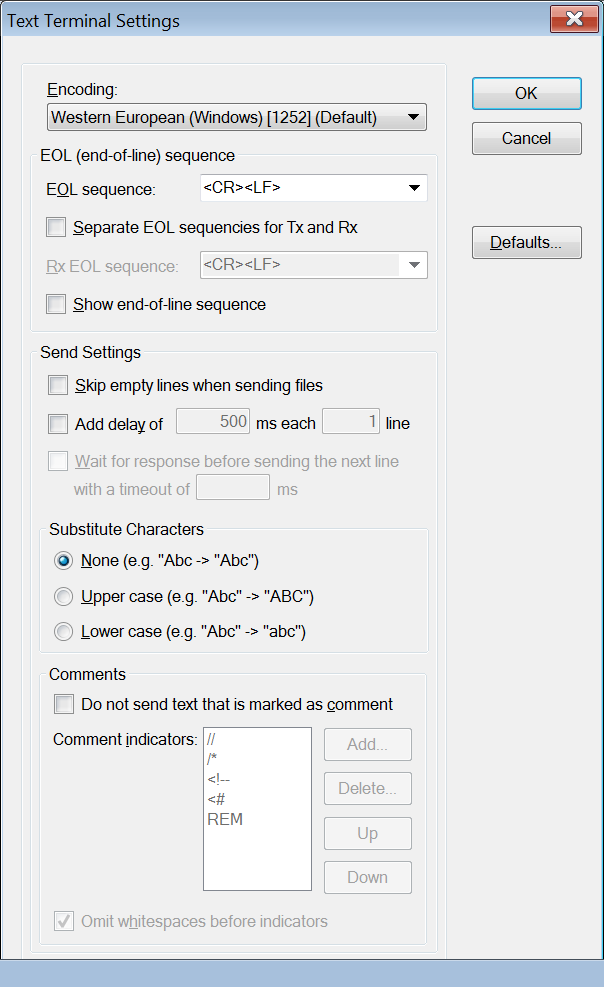 Text Terminal Settings
Encoding:
Western European (Windows) [1252] (Default)
OK
Cancel
Defaults...
EOL (end-of-line) sequence
EOL sequence:
<CR><LF>
Separate EOL sequencies for Tx and Rx
Rx EOL sequence:
<CR><LF>
Show end-of-line sequence
Send Settings
Skip empty lines when sending files
Add delay of 500 ms each 1 line
Wait for response before sending the next line
with a timeout of ms
Substitute Characters
None (e.g. "Abc -> "Abc")
Upper case (e.g. "Abc" -> "ABC")
Lower case (e.g. "Abc" -> "abc")
Comments
Do not send text that is marked as comment
Comment indicators:
//
/*
<!--
<#
REM
Add...
Delete...
Up
Down
Omit whitespaces before indicators